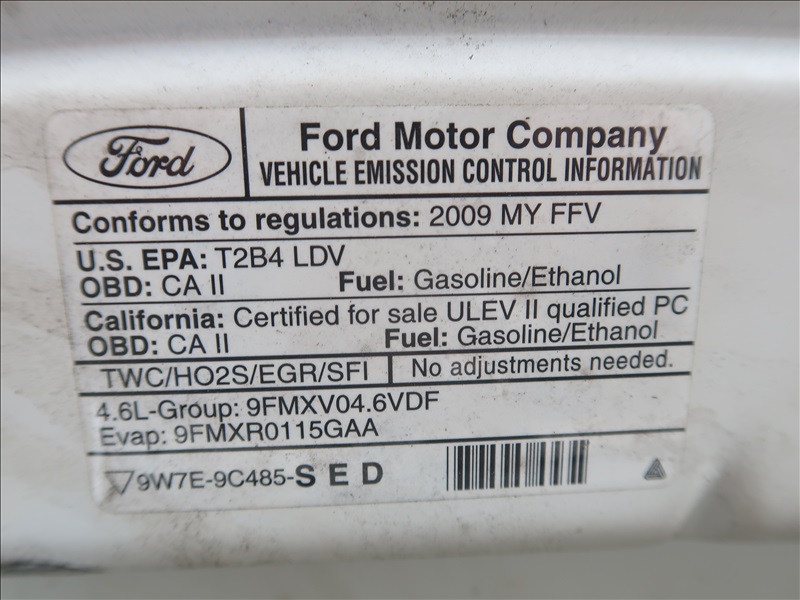 Ford
Ford Motor Company
VEHICLE EMISSION CONTROL INFORMATION
Conforms to regulations: 2009 MY FFV
U.S. EPA: T2B4 LDV
OBD: CA II Fuel: Gasoline/Ethanol
California: Certified for sale ULEV II qualified PC
OBD: CA II Fuel: Gasoline/Ethanol
TWC/HO2S/EGR/SFI No adjustments needed.
4.6L-Group: 9FMXV04.6VDF
Evap: 9FMXR0115GAA
9W7E-9C485-SED